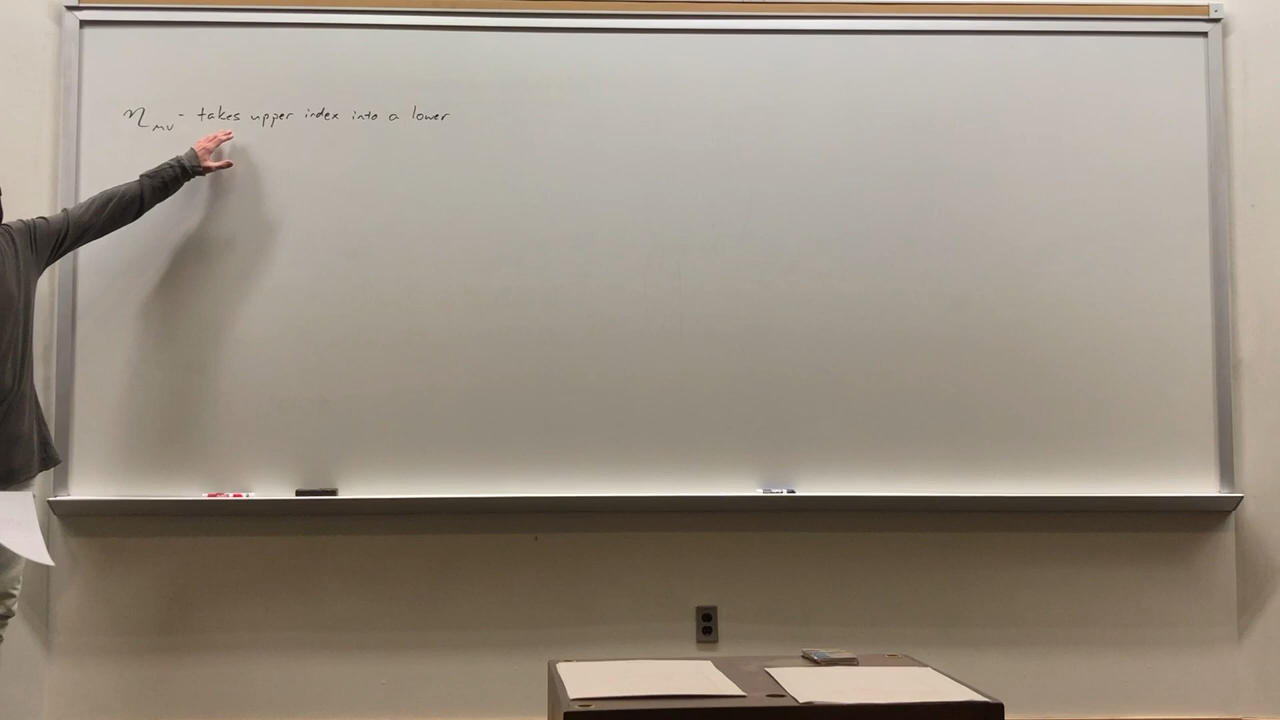 η_μν - takes upper index into a lower